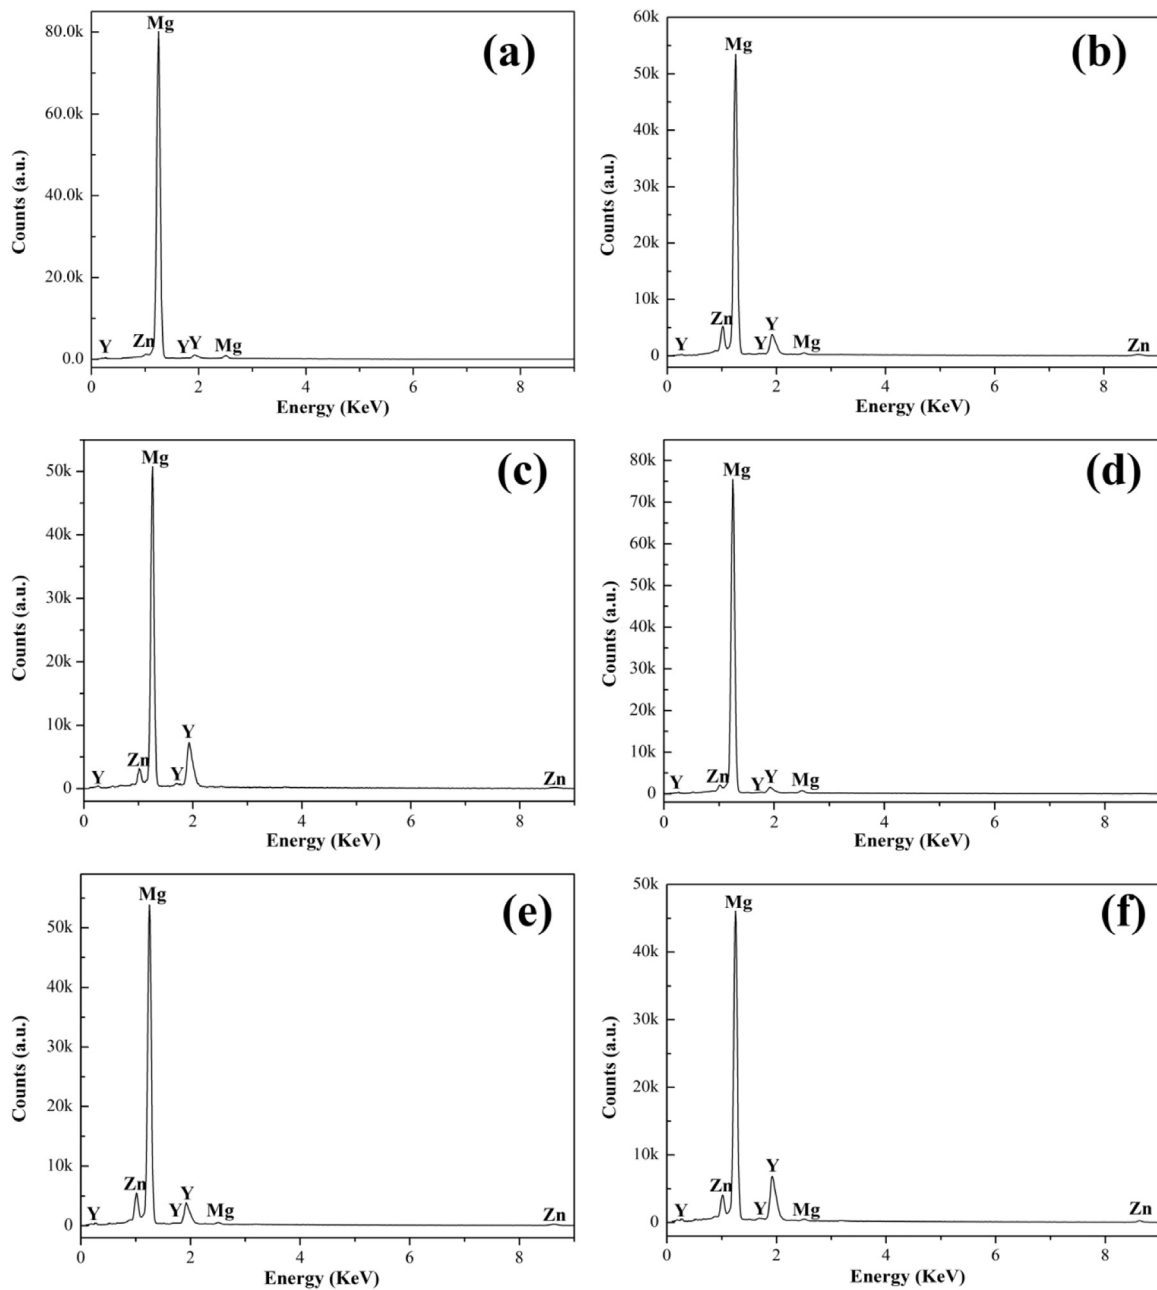 (a)
Mg
80.0k
60.0k
40.0k
20.0k
0.0
Y
Zn
Y
Y
Mg
0
2
4
6
8
Counts (a.u.)
Energy (KeV)
(b)
Mg
60k
50k
40k
30k
20k
10k
0
Y
Zn
Y
Y
Mg
Zn
0
2
4
6
8
Counts (a.u.)
Energy (KeV)
(c)
Mg
50k
40k
30k
20k
10k
0
Y
Zn
Y
Y
Zn
0
2
4
6
8
Counts (a.u.)
Energy (KeV)
(d)
Mg
80k
70k
60k
50k
40k
30k
20k
10k
0
Y
Zn
Y
Y
Mg
0
2
4
6
8
Counts (a.u.)
Energy (KeV)
(e)
Mg
50k
40k
30k
20k
10k
0
Y
Zn
Y
Y
Mg
Zn
0
2
4
6
8
Counts (a.u.)
Energy (KeV)
(f)
Mg
50k
40k
30k
20k
10k
0
Y
Zn
Y
Y
Mg
Zn
0
2
4
6
8
Counts (a.u.)
Energy (KeV)